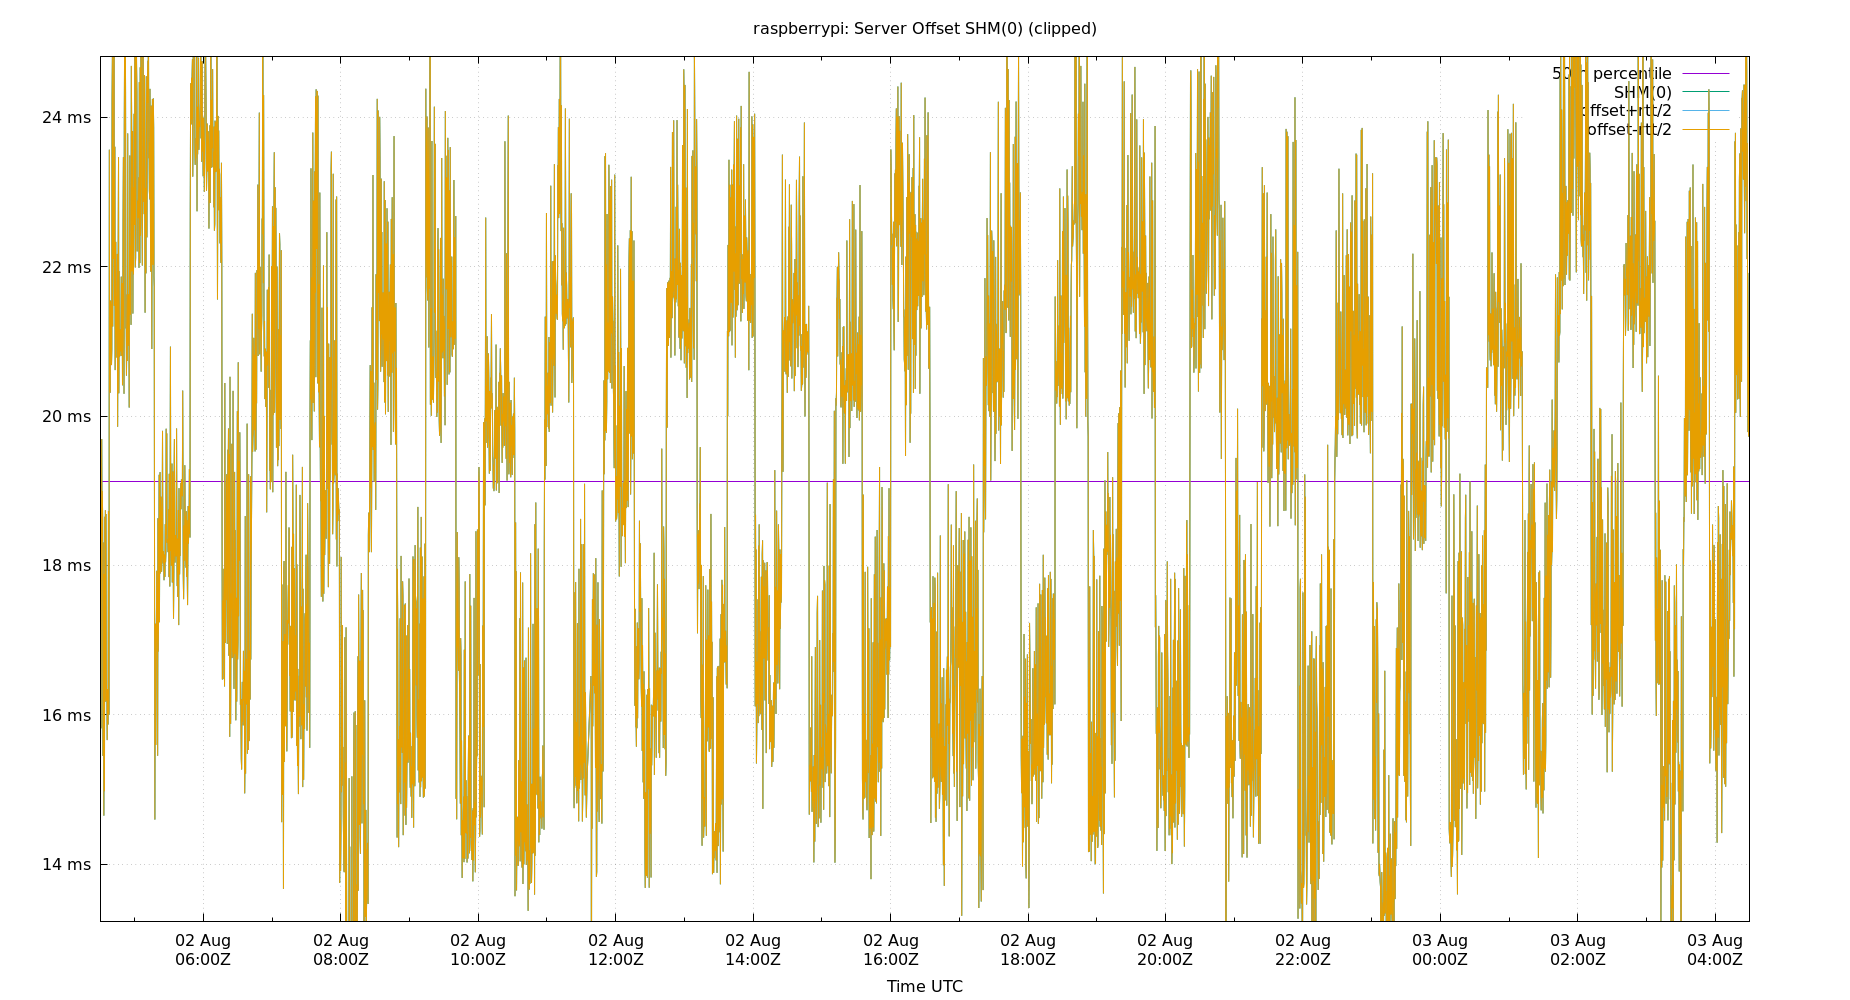 raspberrypi: Server Offset SHM(0) (clipped)
50th percentile
SHM(0)
offset+rtt/2
offset-rtt/2
24 ms
22 ms
20 ms
18 ms
16 ms
14 ms
02 Aug 02 Aug 02 Aug 02 Aug 02 Aug 02 Aug 02 Aug 02 Aug 02 Aug 03 Aug 03 Aug 03 Aug
06:00Z 08:00Z 10:00Z 12:00Z 14:00Z 16:00Z 18:00Z 20:00Z 22:00Z 00:00Z 02:00Z 04:00Z
Time UTC